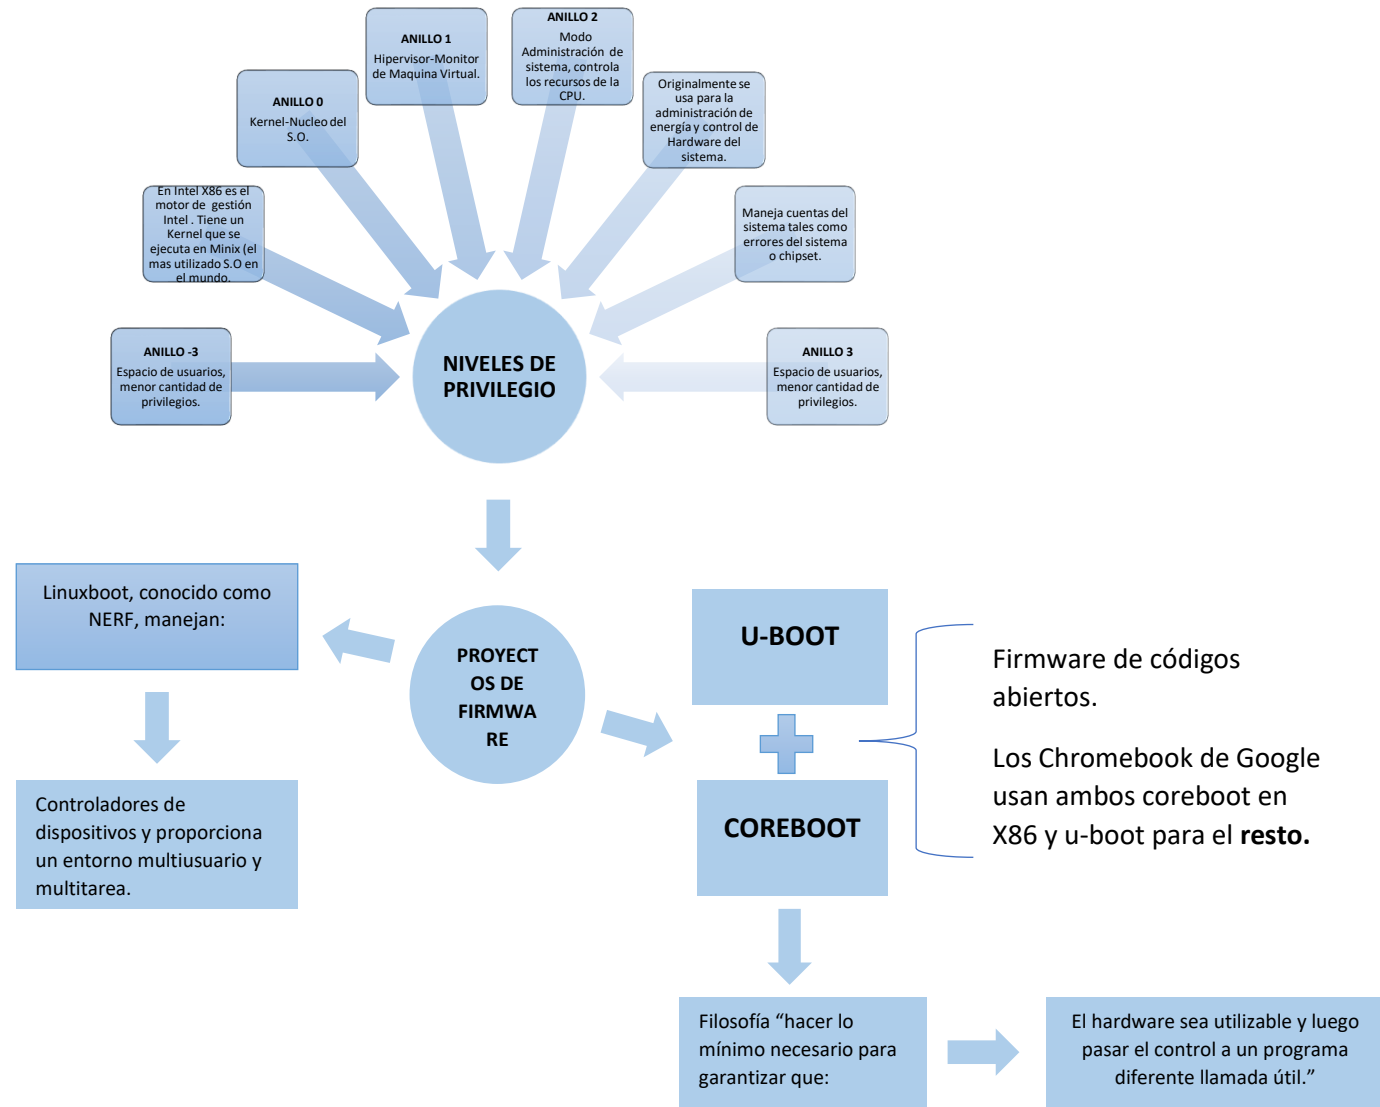 ANILLO 2
Modo
Administración de
sistema, controla
los recursos de la
CPU.
ANILLO 1
Hipervisor-Monitor
de Maquina Virtual.
ANILLO 0
Kernel-Nucleo del
S.O.
Originalmente se
usa para la
administración de
energía y control de
Hardware del
sistema.
En Intel X86 es el
motor de gestión
Intel . Tiene un
Kernel que se
ejecuta en Minix (el
mas utilizado S.O en
el mundo.
Maneja cuentas del
sistema tales como
errores del sistema
o chipset.
ANILLO -3
Espacio de usuarios,
menor cantidad de
privilegios.
NIVELES DE
PRIVILEGIO
ANILLO 3
Espacio de usuarios,
menor cantidad de
privilegios.
Linuxboot, conocido como
NERF, manejan:
PROYECT
OS DE
FIRMWA
RE
U-BOOT
COREBOOT
Firmware de códigos
abiertos.
Los Chromebook de Google
usan ambos coreboot en
X86 y u-boot para el resto.
Controladores de
dispositivos y proporciona
un entorno multiusuario y
multitarea.
Filosofía “hacer lo
mínimo necesario para
garantizar que:
El hardware sea utilizable y luego
pasar el control a un programa
diferente llamada útil.”